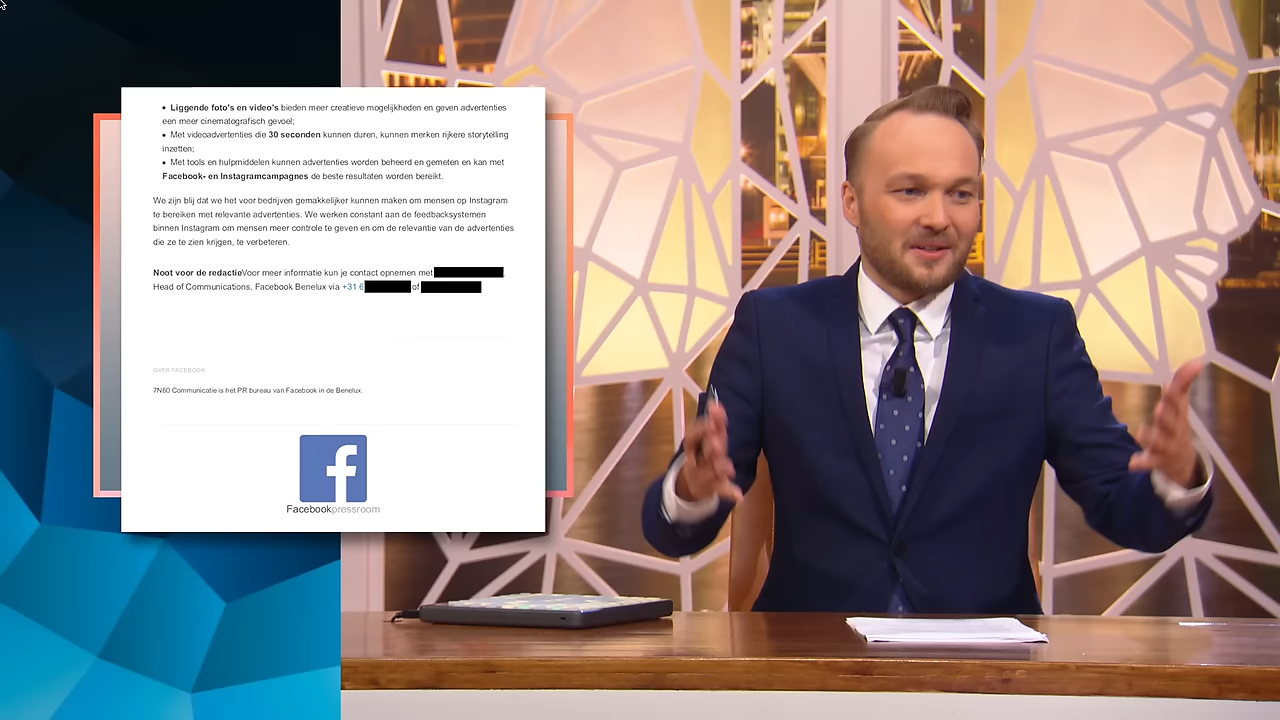 • Liggende foto's en video's bieden meer creatieve mogelijkheden en geven advertenties
een meer cinematografisch gevoel;
• Met videoadvertenties die 30 seconden kunnen duren, kunnen merken rijkere storytelling
inzetten;
• Met tools en hulpmiddelen kunnen advertenties worden beheerd en gemeten en kan met
Facebook- en Instagramcampagnes de beste resultaten worden bereikt.
We zijn blij dat we het voor bedrijven gemakkelijker kunnen maken om mensen op Instagram
te bereiken met relevante advertenties. We werken constant aan de feedbacksystemen
binnen Instagram om mensen meer controle te geven en om de relevantie van de advertenties
die ze te zien krijgen, te verbeteren.
Noot voor de redactieVoor meer informatie kun je contact opnemen met
Head of Communications, Facebook Benelux via +31 6 of
OVER FACEBOOK
7N60 Communicatie is het PR bureau van Facebook in de Benelux.
f
Facebookpressroom